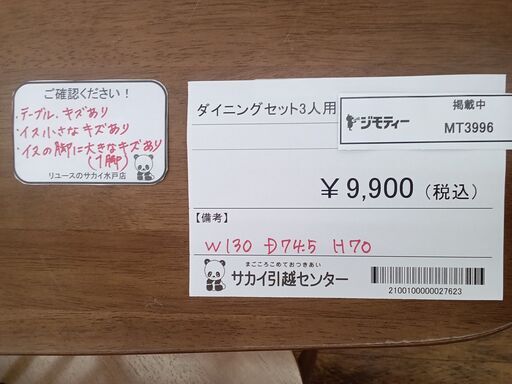 ご確認ください！
・テーブル.キズあり
・イス小さなキズあり
・イスの脚に大きなキズあり
(1脚)
リユースのサカイ水戸店
ダイニングセット3人用
ジモティー
掲載中
MT3996
￥9,900（税込）
【備考】
W130 D74.5 H70
まごころこめておつきあい
サカイ引越センター
2100100000027623